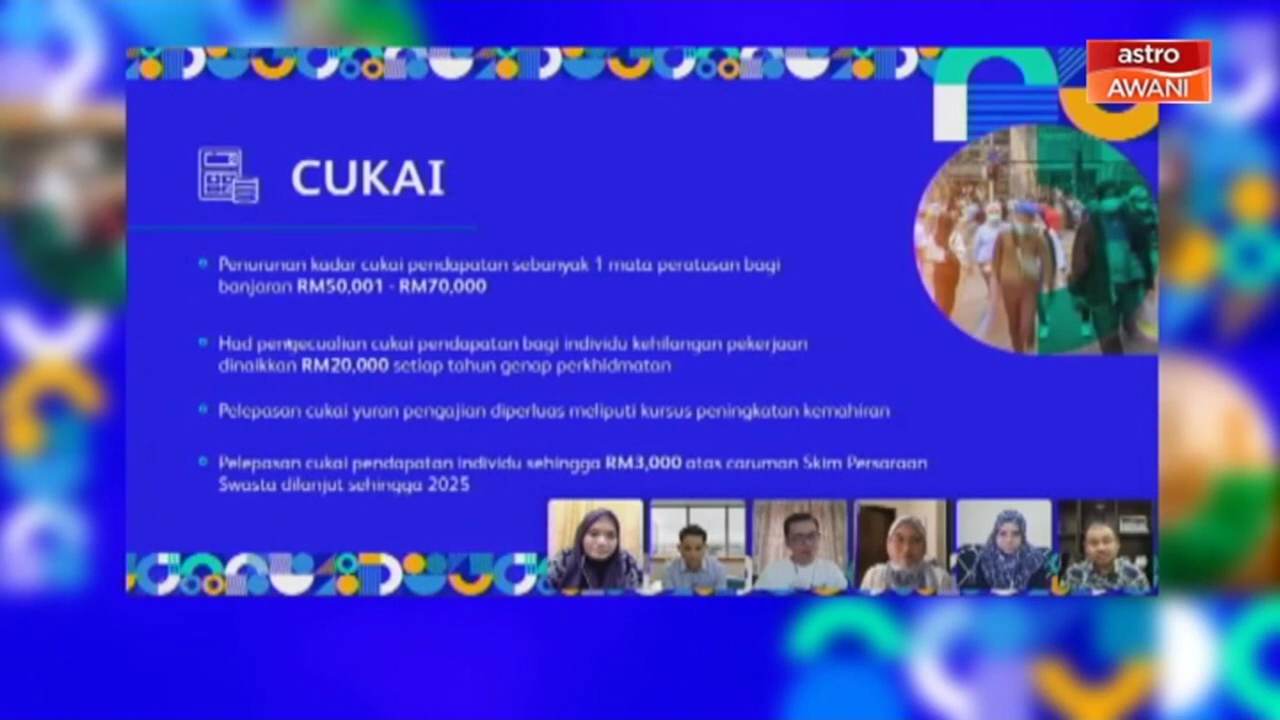 astro
AWANI
CUKAI
Penurunan kadar cukai pendapatan sebanyak 1 mata peratusan bagi
banjaran RM50,001 - RM70,000
Had pengecualian cukai pendapatan bagi individu kehilangan pekerjaan
dinaikkan RM20,000 setiap tahun genap perkhidmatan
Pelepasan cukai yuran pengajian diperluas meliputi kursus peningkatan kemahiran
Pelepasan cukai pendapatan individu sehingga RM3,000 atas caruman Skim Persaraan
Swasta dilanjut sehingga 2025